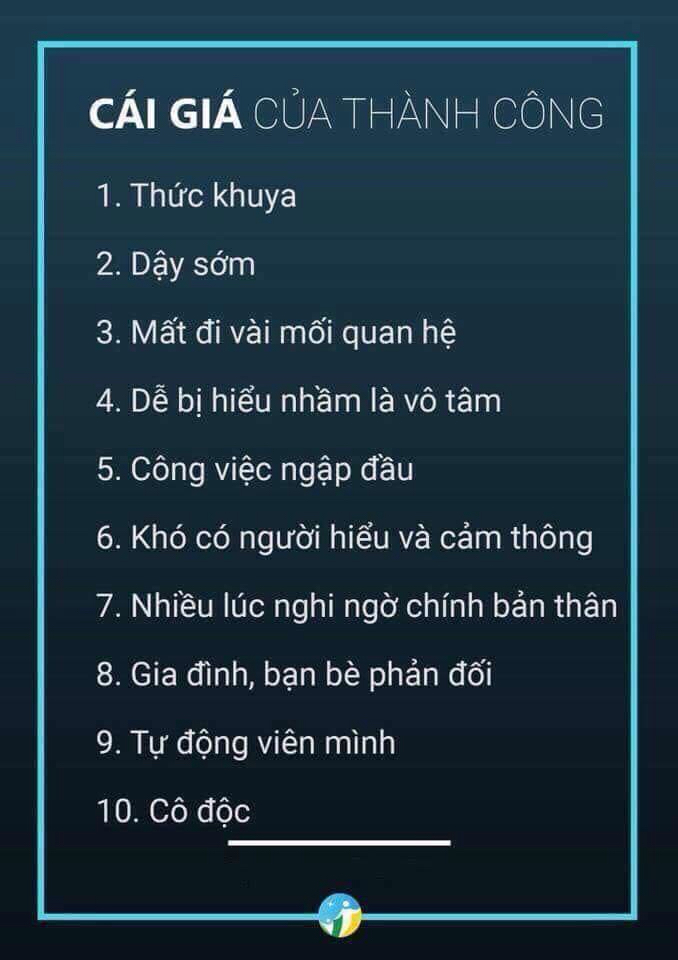 CÁI GIÁ CỦA THÀNH CÔNG
1. Thức khuya
2. Dậy sớm
3. Mất đi vài mối quan hệ
4. Dễ bị hiểu nhầm là vô tâm
5. Công việc ngập đầu
6. Khó có người hiểu và cảm thông
7. Nhiều lúc nghi ngờ chính bản thân
8. Gia đình, bạn bè phản đối
9. Tự động viên mình
10. Cô độc